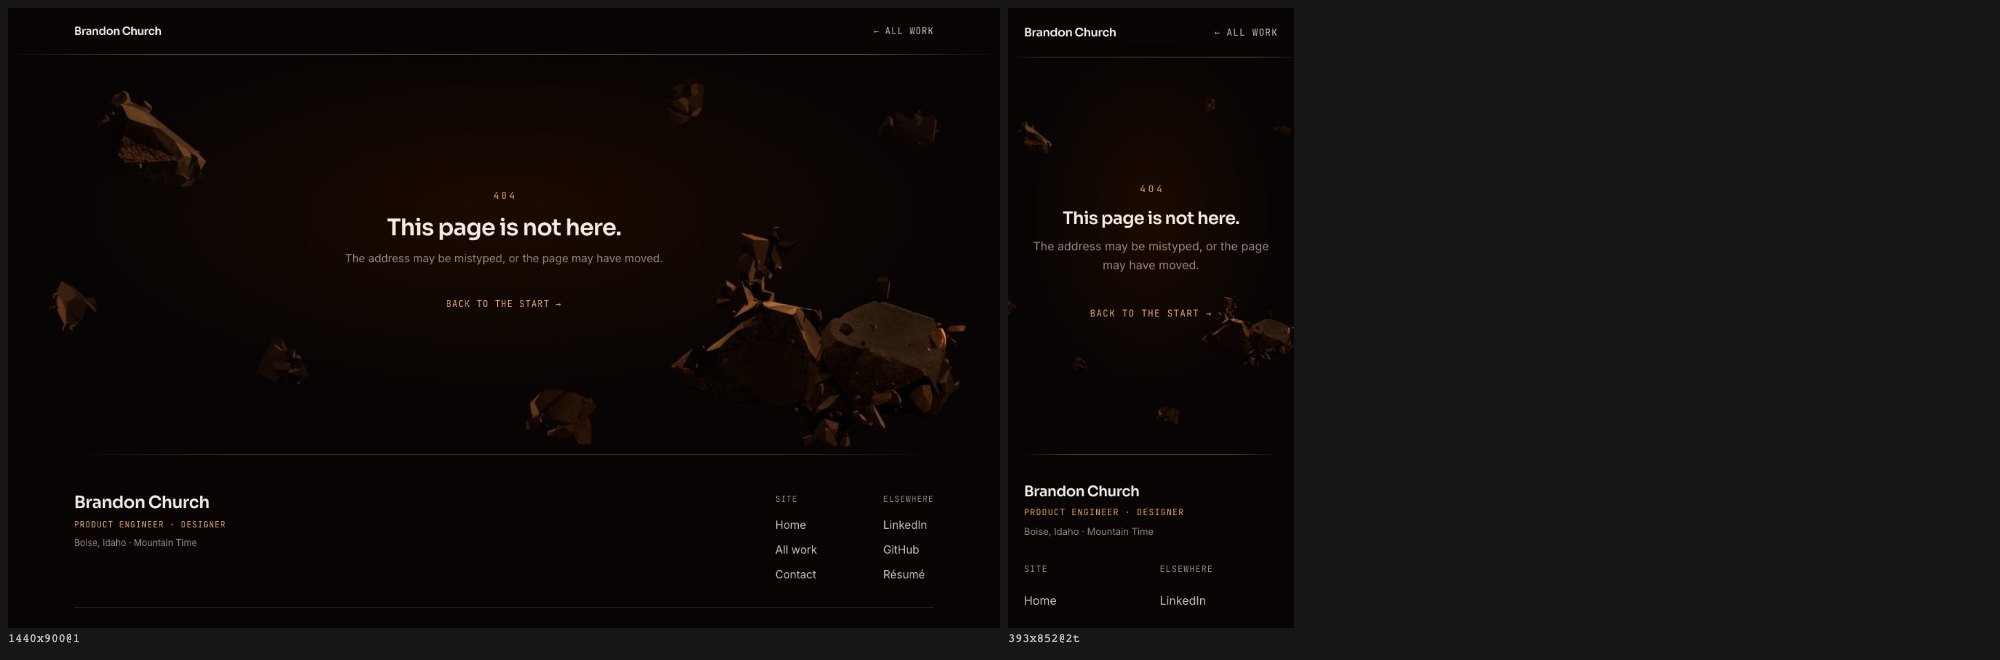 Brandon Church
← ALL WORK
404
This page is not here.
The address may be mistyped, or the page may have moved.
BACK TO THE START →
Brandon Church
PRODUCT ENGINEER · DESIGNER
Boise, Idaho · Mountain Time
SITE
Home
All work
Contact
ELSEWHERE
LinkedIn
GitHub
Résumé
1440x900@1
Brandon Church
← ALL WORK
404
This page is not here.
The address may be mistyped, or the page
may have moved.
BACK TO THE START →
Brandon Church
PRODUCT ENGINEER · DESIGNER
Boise, Idaho · Mountain Time
SITE
Home
ELSEWHERE
LinkedIn
393x852@2t